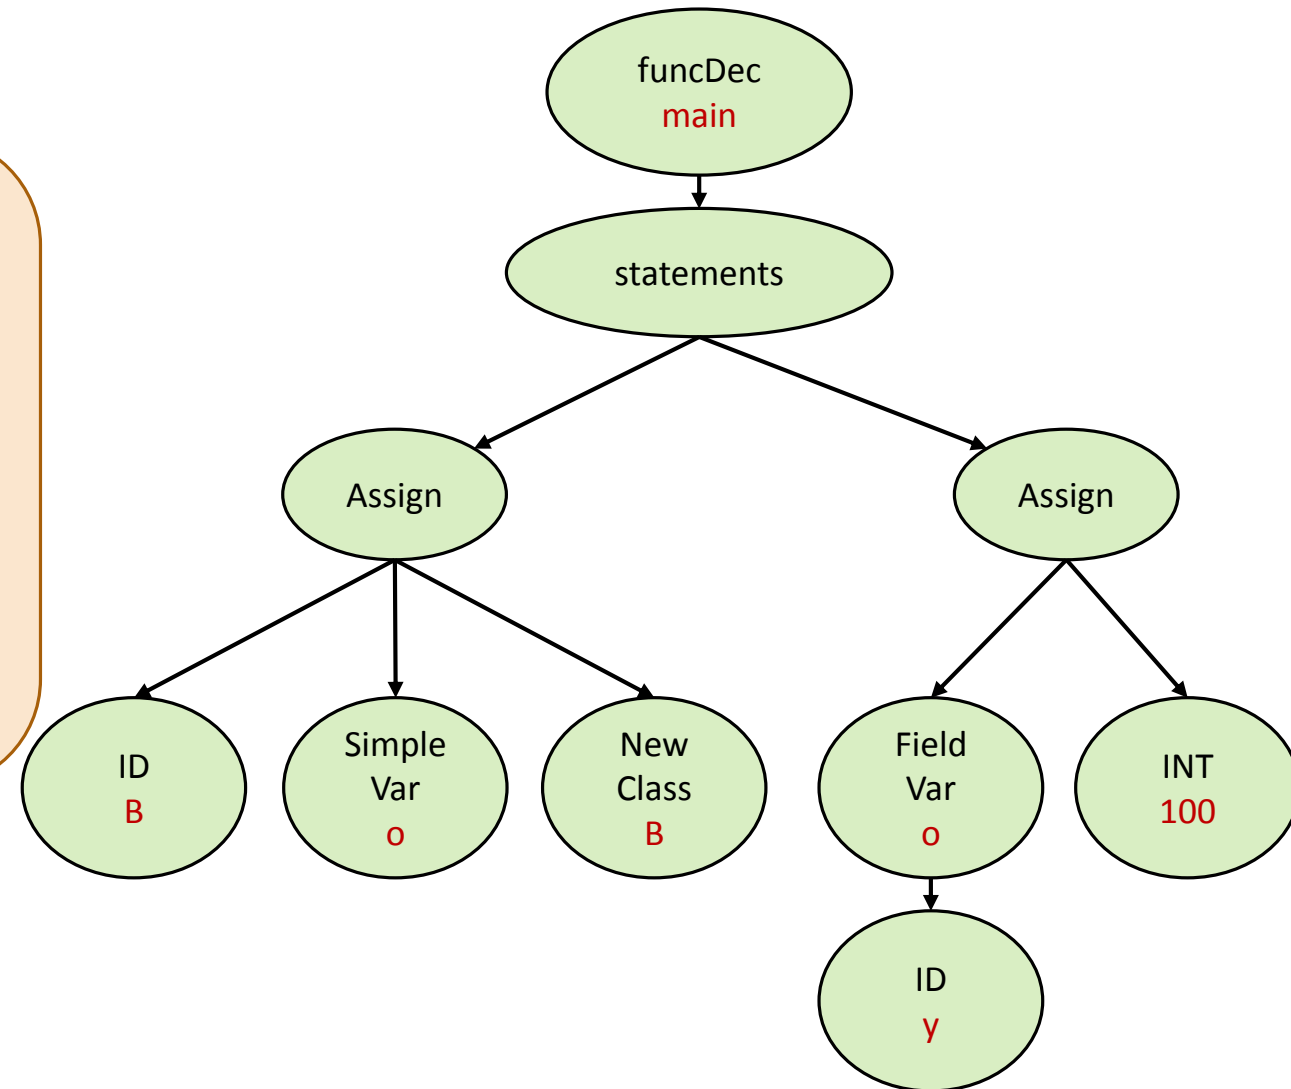 funcDec
main
statements
Assign
Assign
ID
B
Simple
Var
o
New
Class
B
Field
Var
o
INT
100
ID
y